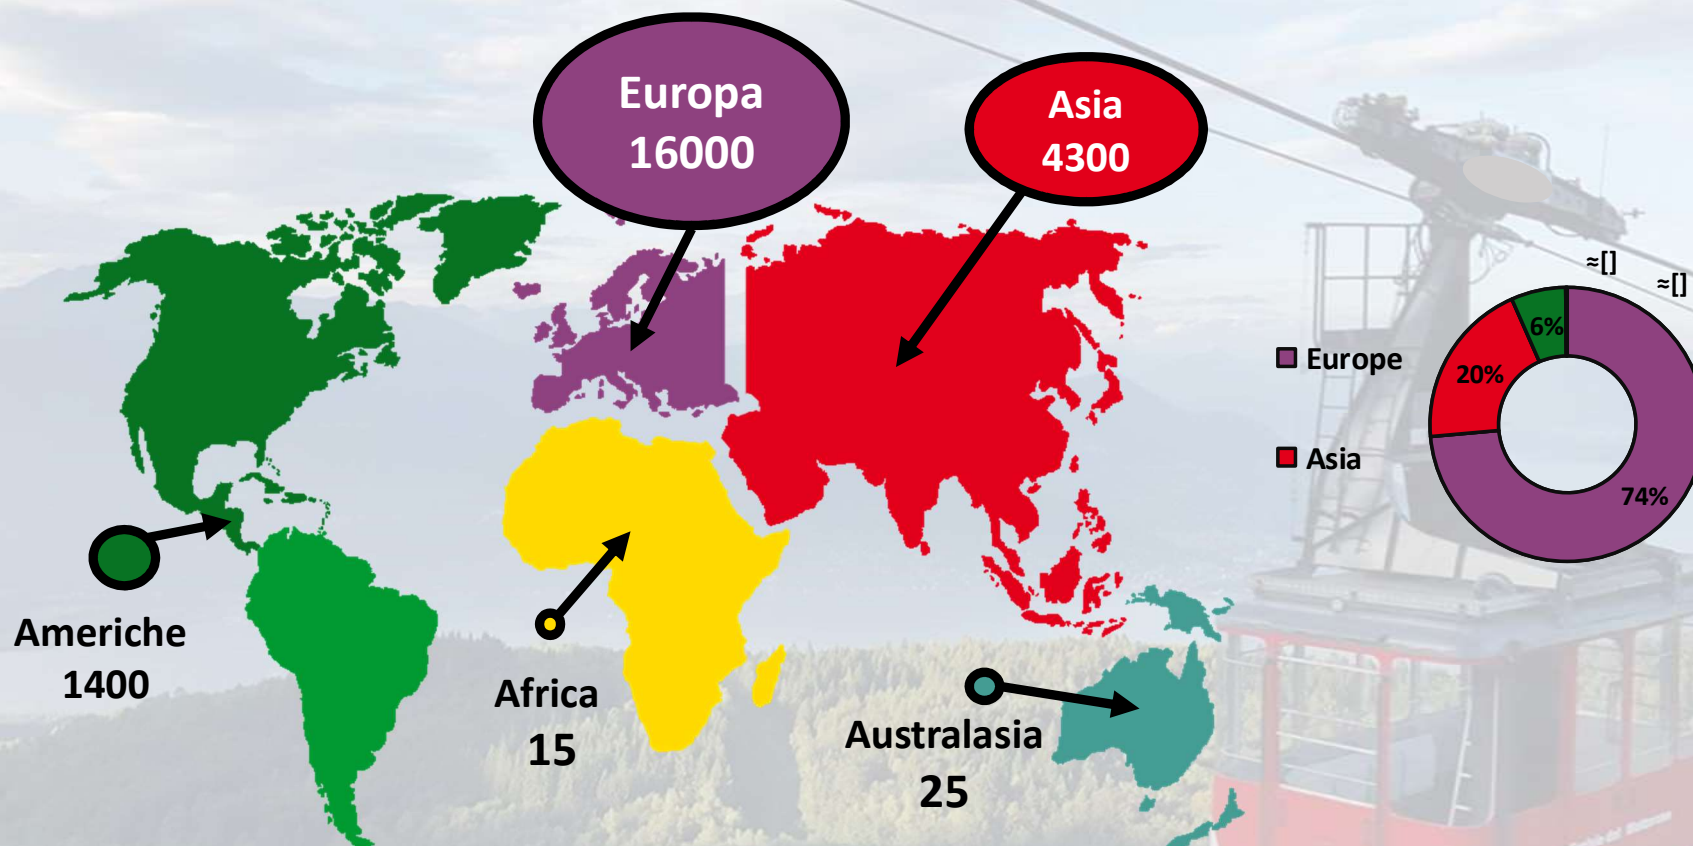 Europa
16000
Asia
4300
Americhe
1400
Africa
15
Australasia
25
≈[]
≈[]
Europe
Asia
6%
20%
74%